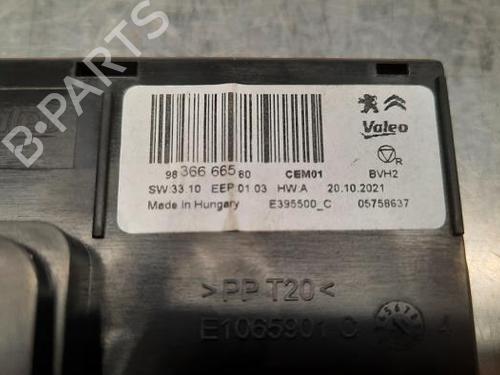 B-PARTS
98 366 665 80 CEM01
Valeo
R
SW:33.10 EEP:01.03 HW:A 20.10.2021 BVH2
Made in Hungary E395500_C 05758637
>PP T20<
E1065901 C
A